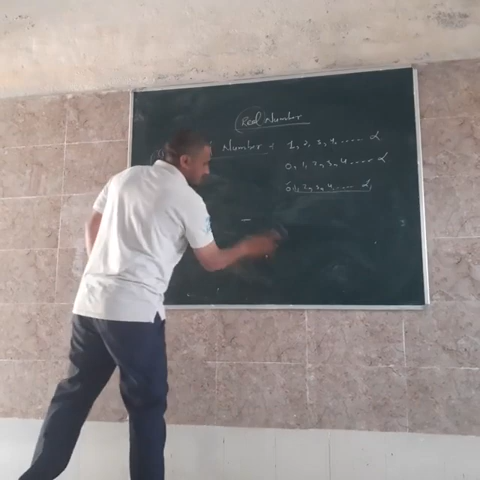 Real Number
Number : 1, 2, 3, 4, ..... ∝
0, 1, 2, 3, 4 .... ∝
0 1, 2, 3, 4, .... ∝